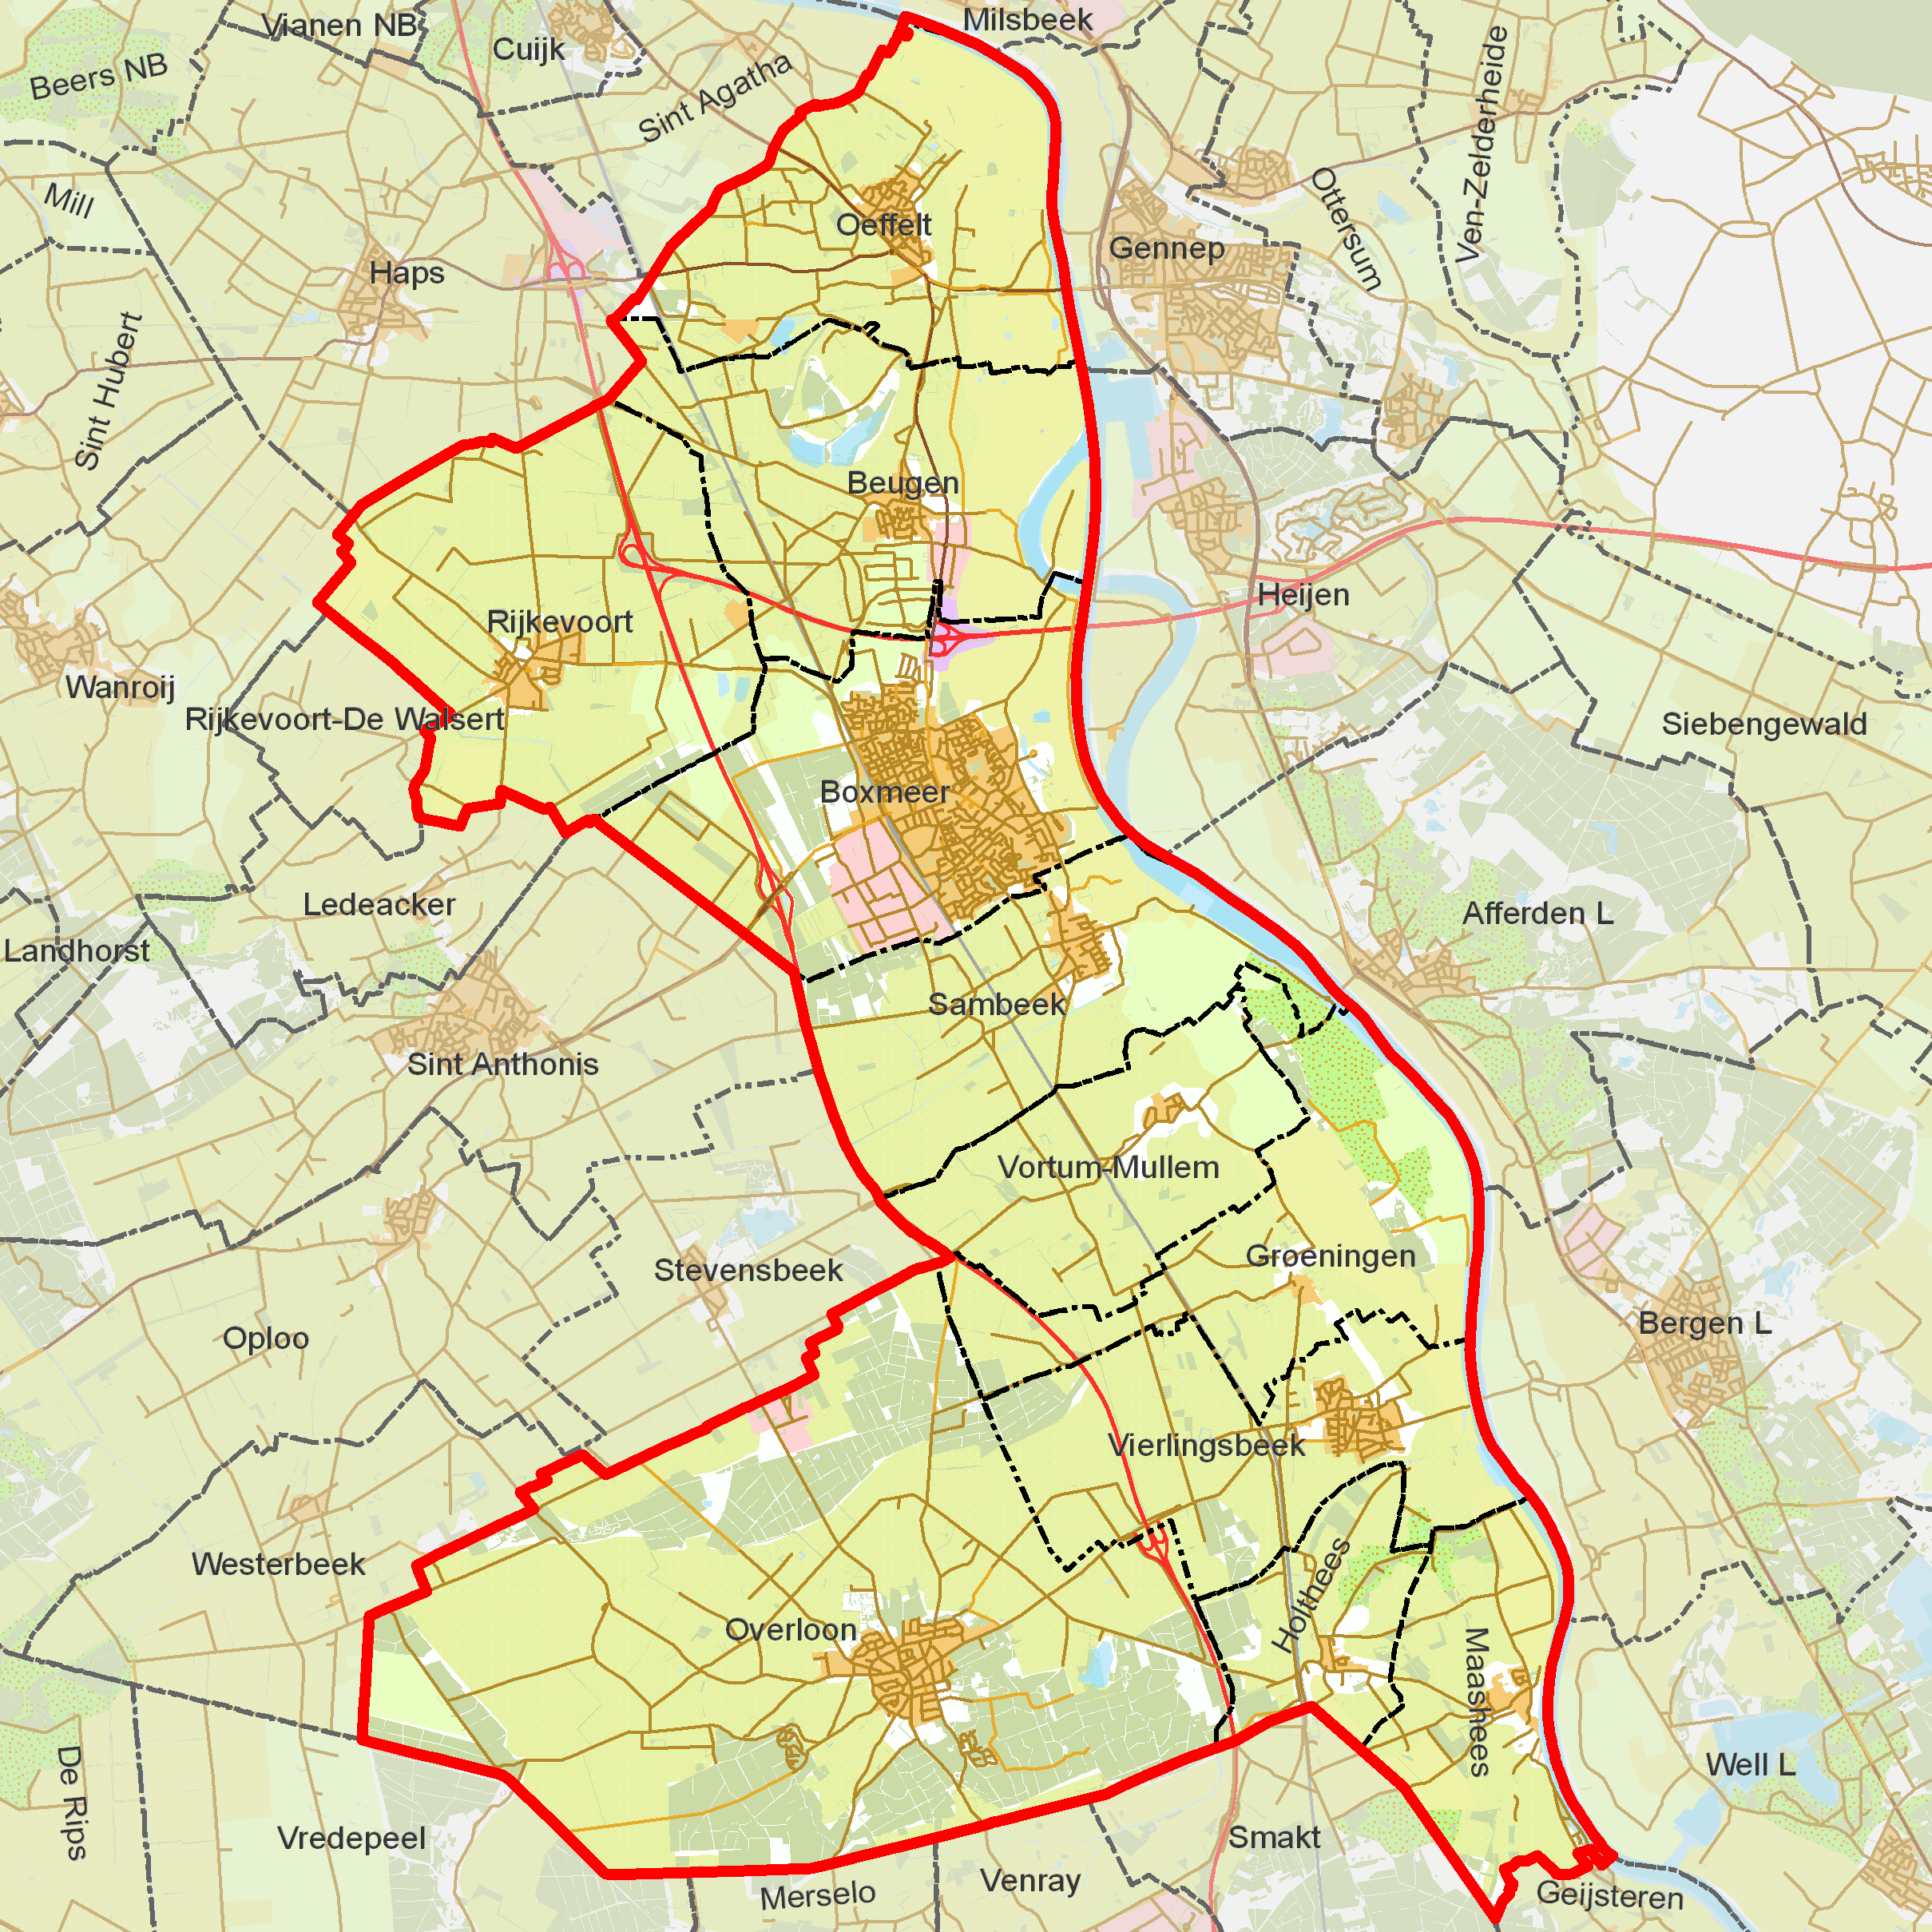 Vianen NB
Cuijk
Milsbeek
Beers NB
Sint Agatha
Ven-Zelderheide
Mill
Oeffelt
Gennep
Ottersum
Haps
Sint Hubert
Beugen
Heijen
Rijkevoort
Wanroij
Rijkevoort-De Walsert
Siebengewald
Boxmeer
Ledeacker
Afferden L
Landhorst
Sambeek
Sint Anthonis
Vortum-Mullem
Groeningen
Stevensbeek
Oploo
Bergen L
Vierlingsbeek
Westerbeek
Holthees
Overloon
Maashees
Well L
De Rips
Vredepeel
Smakt
Venray
Merselo
Geijsteren